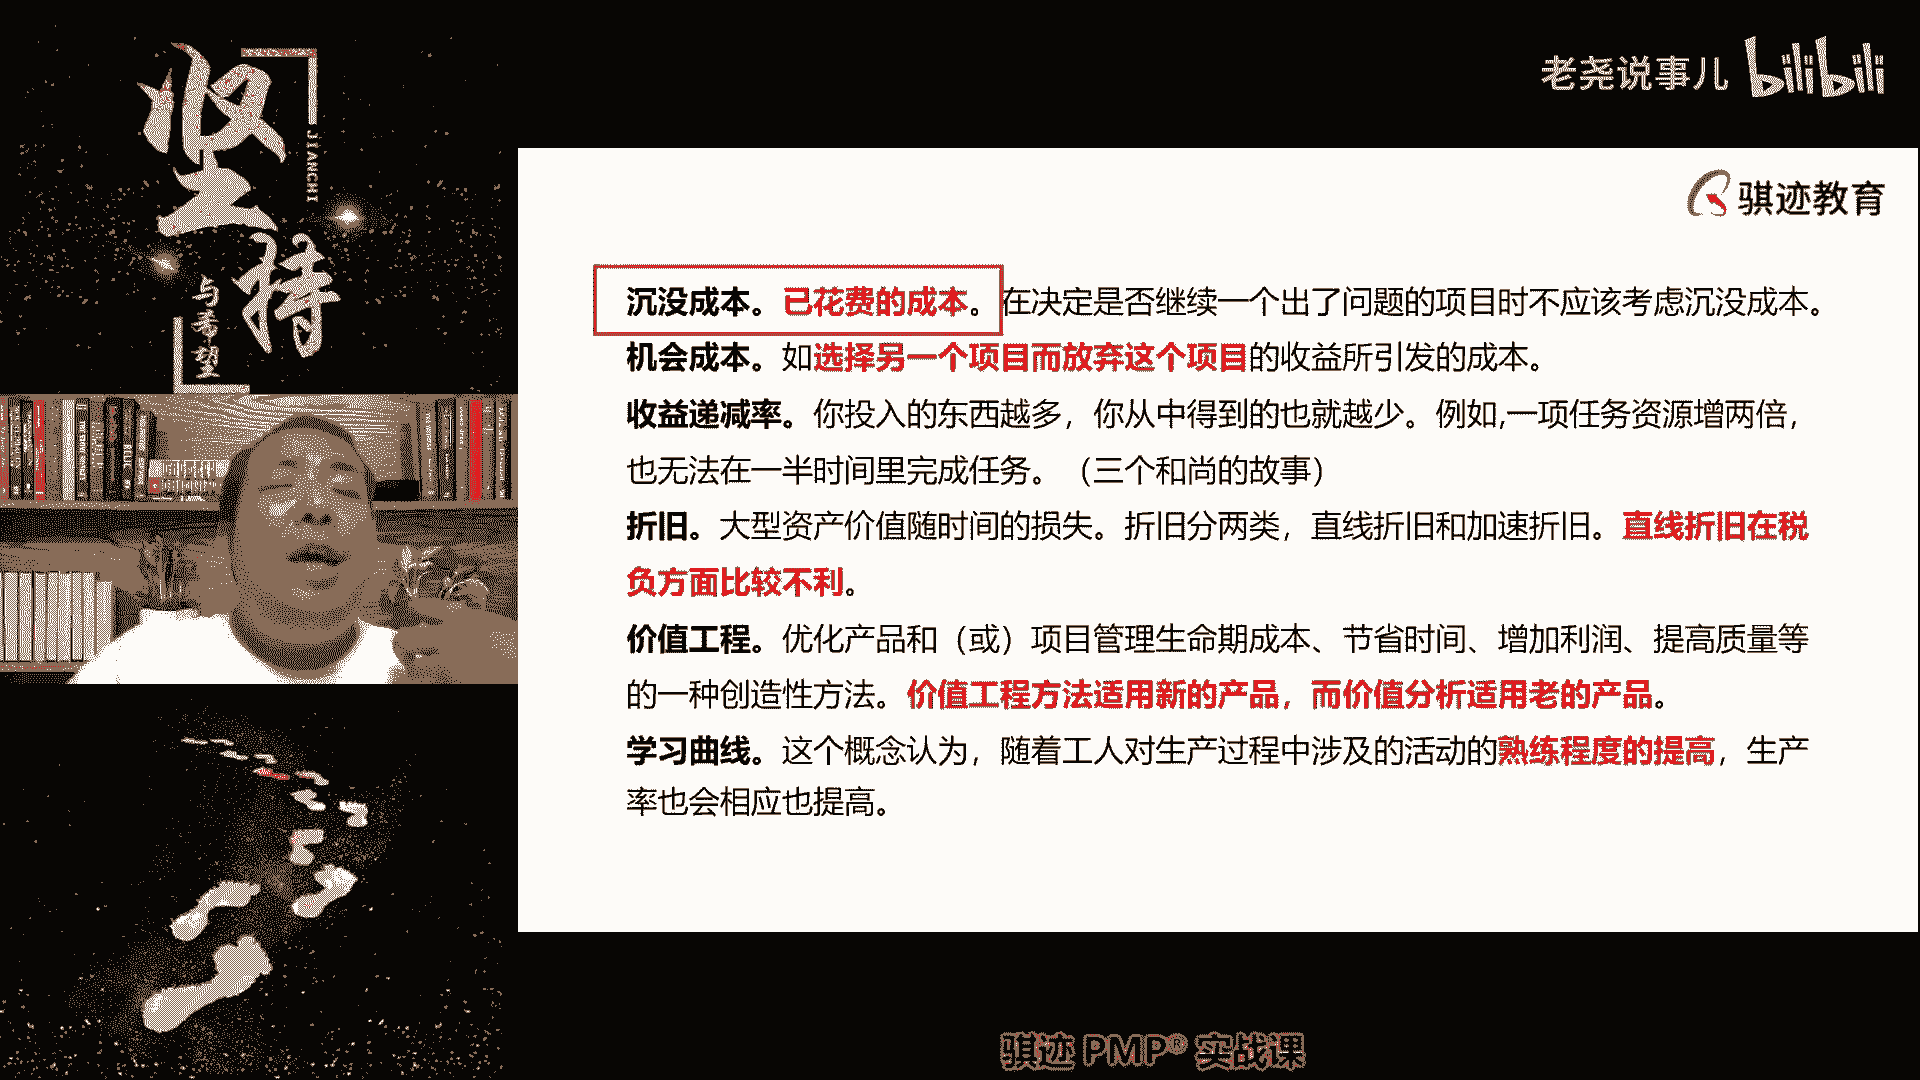 坚持
JIANCHI
与希望
老尧说事儿 bilibili
骐迹教育
沉没成本。已花费的成本。在决定是否继续一个出了问题的项目时不应该考虑沉没成本。
机会成本。如选择另一个项目而放弃这个项目的收益所引发的成本。
收益递减率。你投入的东西越多，你从中得到的也就越少。例如,一项任务资源增两倍，
也无法在一半时间里完成任务。（三个和尚的故事）
折旧。大型资产价值随时间的损失。折旧分两类，直线折旧和加速折旧。直线折旧在税
负方面比较不利。
价值工程。优化产品和（或）项目管理生命期成本、节省时间、增加利润、提高质量等
的一种创造性方法。价值工程方法适用新的产品，而价值分析适用老的产品。
学习曲线。这个概念认为，随着工人对生产过程中涉及的活动的熟练程度的提高，生产
率也会相应也提高。
骐迹 PMP® 实战课